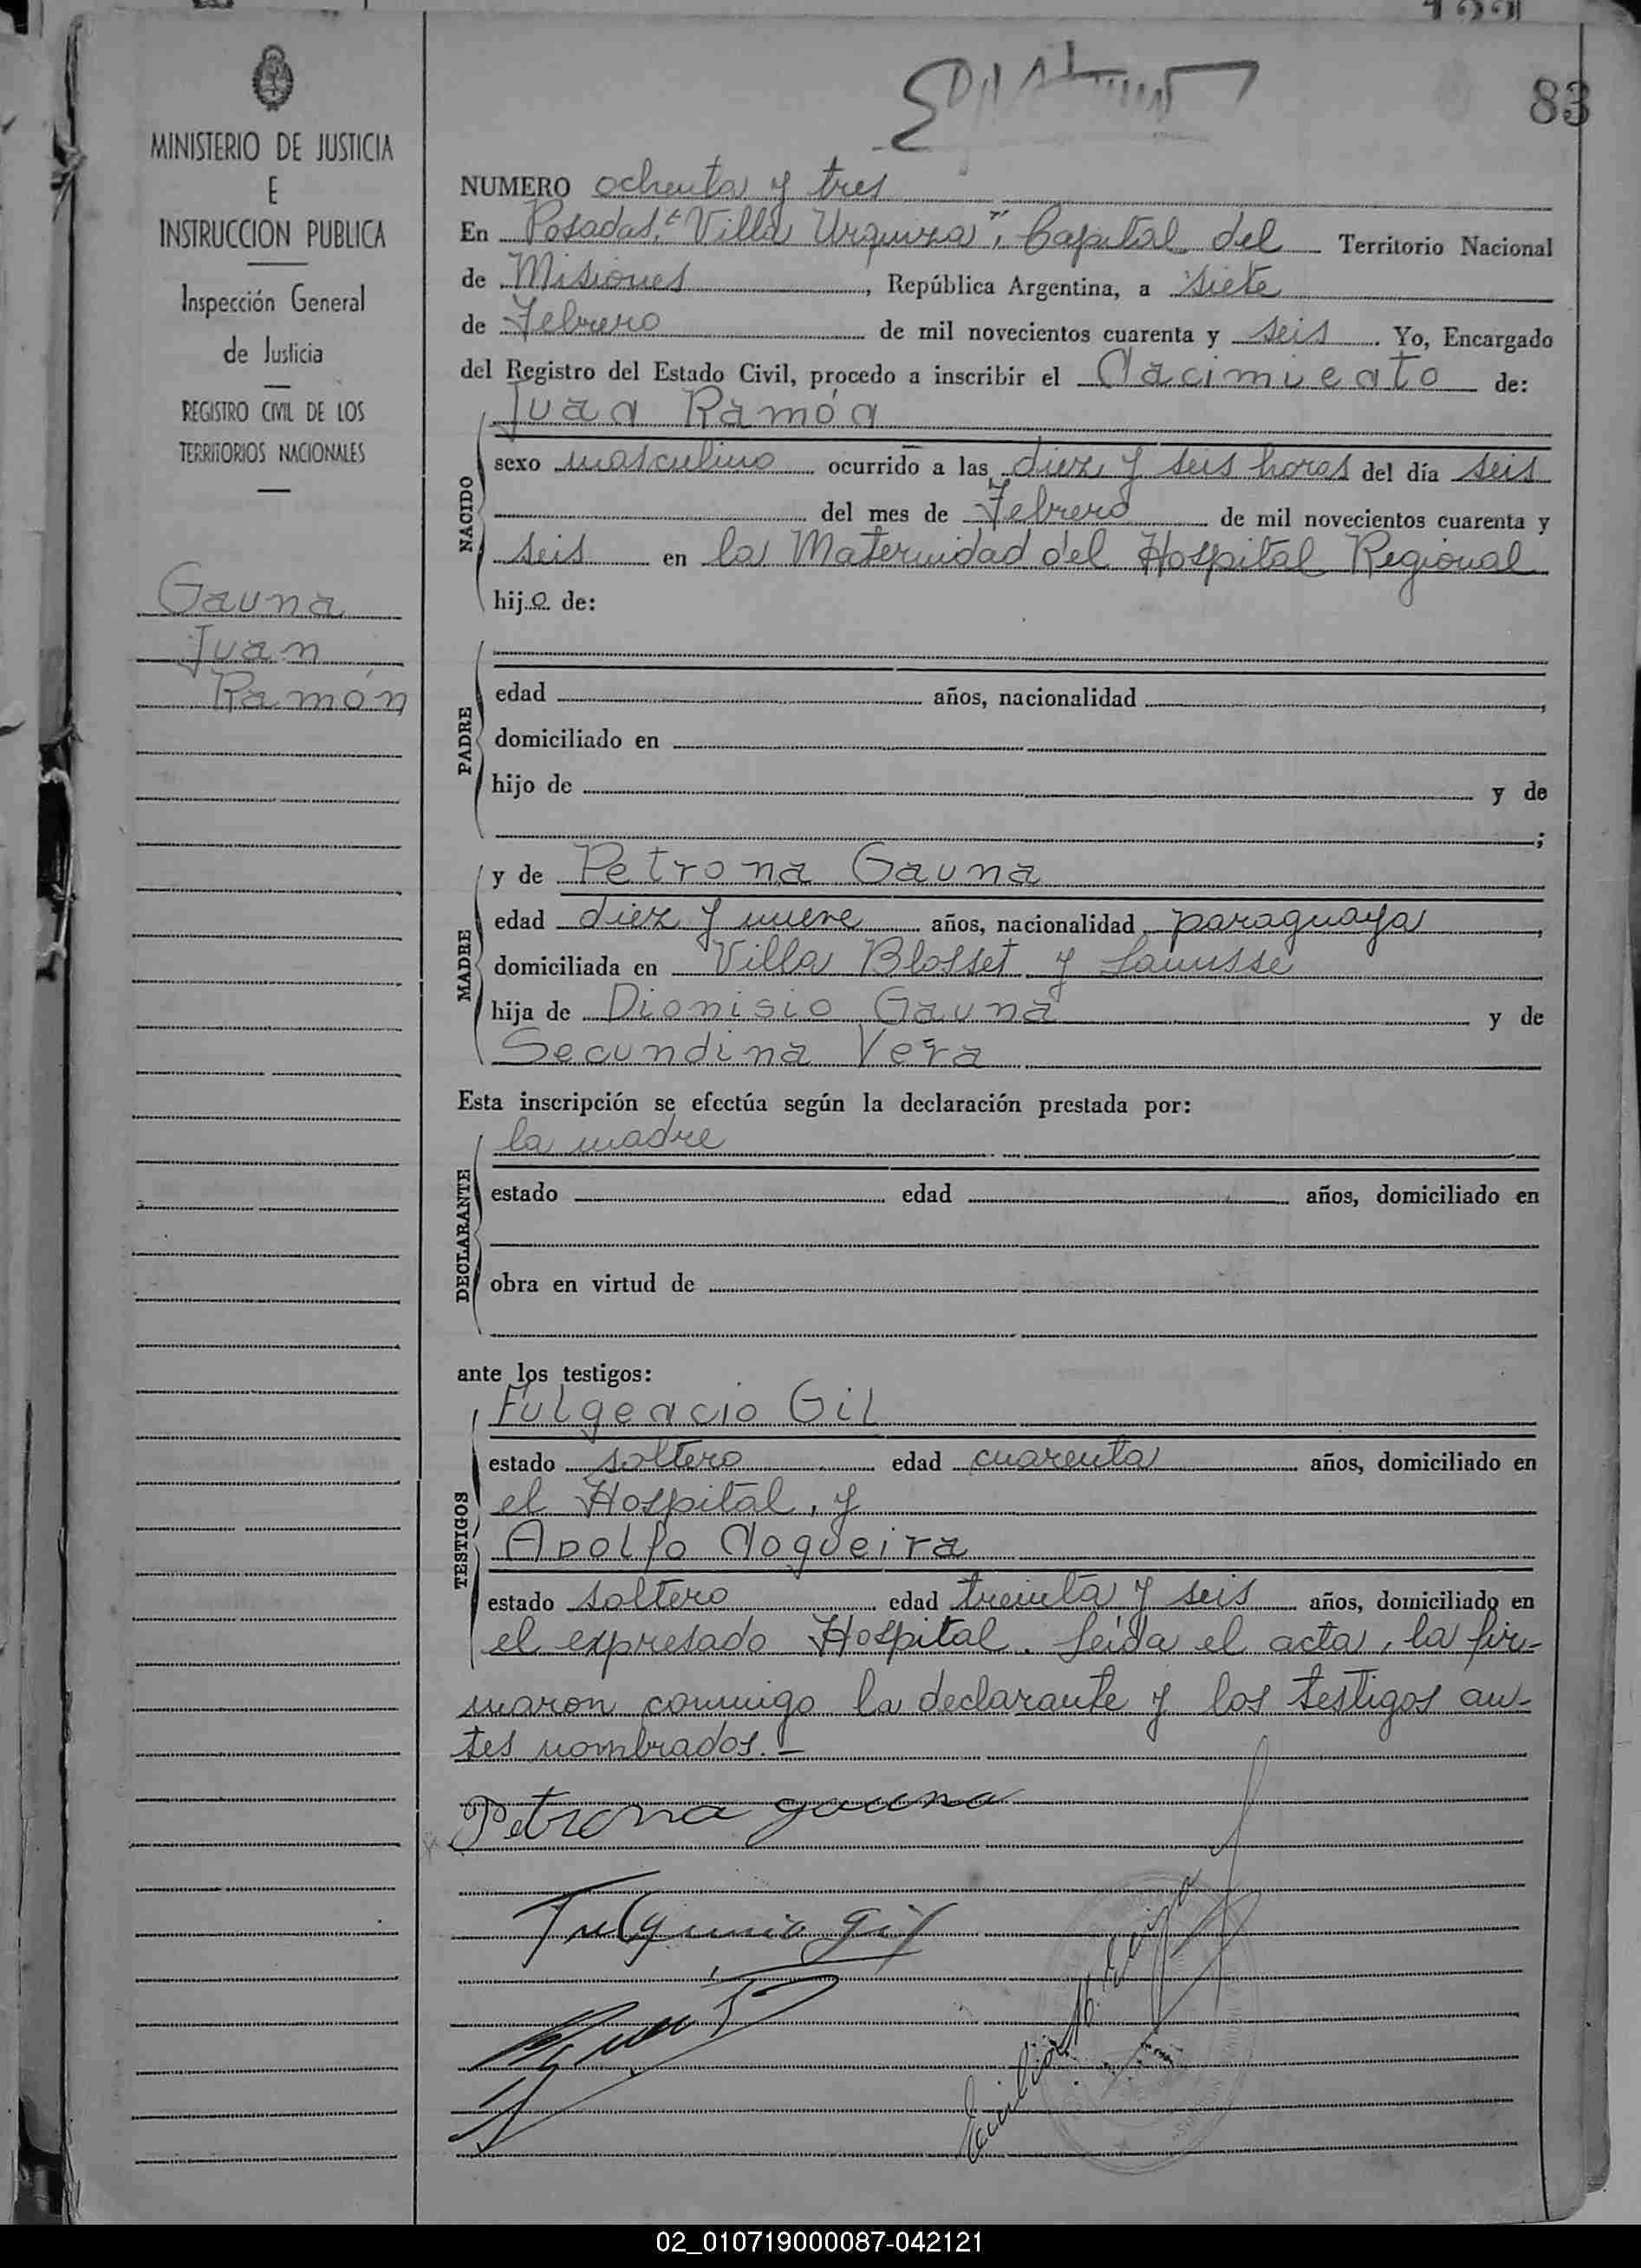 83
MINISTERIO DE JUSTICIA
E
INSTRUCCION PUBLICA
Inspección General
de Justicia
REGISTRO CIVIL DE LOS
TERRITORIOS NACIONALES
Gauna
Juan
Ramón
NUMERO ochenta y tres
En Posadas, "Villa Urquiza", Capital del Territorio Nacional
de Misiones, República Argentina, a siete
de Febrero de mil novecientos cuarenta y seis. Yo, Encargado
del Registro del Estado Civil, procedo a inscribir el Nacimiento de:
Juan Ramón
NACIDO
sexo masculino ocurrido a las diez y seis horas del día seis
del mes de Febrero de mil novecientos cuarenta y
seis en la Maternidad del Hospital Regional
hijo de:
PADRE
edad años, nacionalidad ,
domiciliado en
hijo de y de
;
MADRE
y de Petrona Gauna
edad diez y nueve años, nacionalidad paraguaya,
domiciliada en Villa Blosset y Lanusse
hija de Dionisio Gauna y de
Secundina Vera
Esta inscripción se efectúa según la declaración prestada por:
DECLARANTE
la madre
estado edad años, domiciliado en
obra en virtud de
ante los testigos:
TESTIGOS
Fulgencio Gil
estado soltero edad cuarenta años, domiciliado en
el Hospital, y
Adolfo Nogueira
estado soltero edad treinta y seis años, domiciliado en
el expresado Hospital. Leída el acta, la fir-
maron conmigo la declarante y los testigos an-
tes nombrados.-
Petrona gauna
Fulgencio Gil
02_010719000087-042121